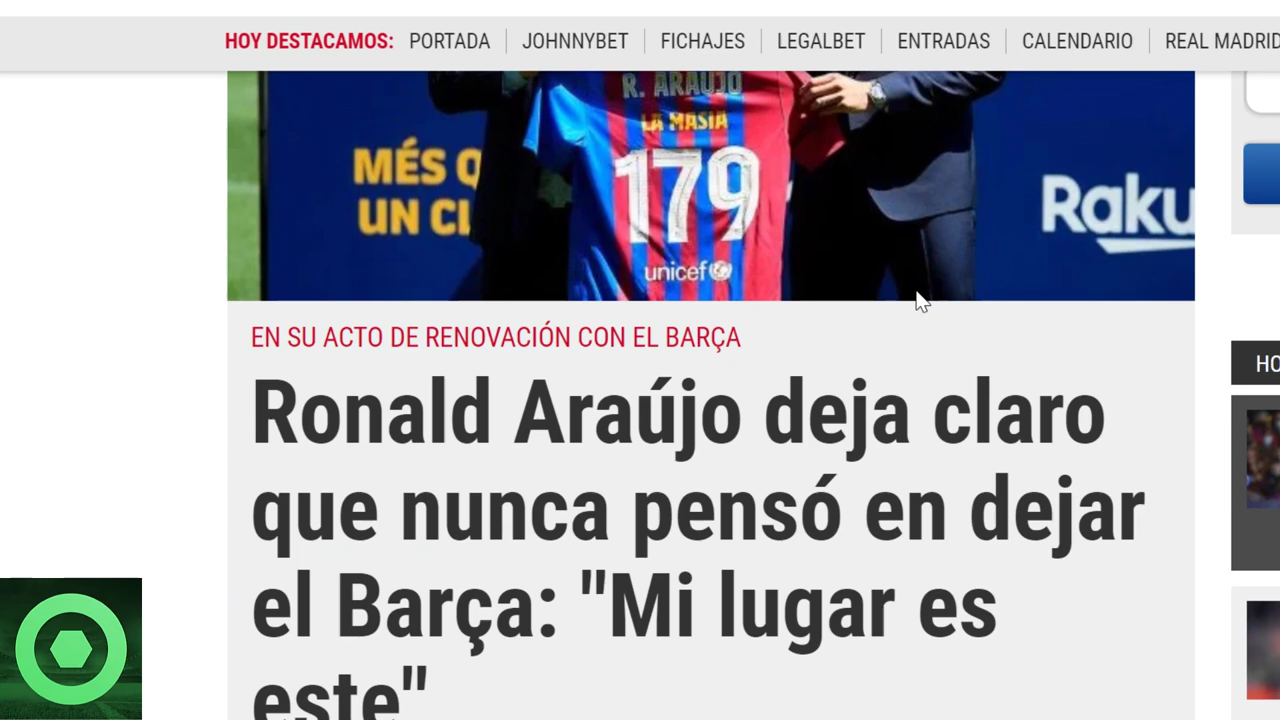 HOY DESTACAMOS: PORTADA JOHNNYBET FICHAJES LEGALBET ENTRADAS CALENDARIO REAL MADRID
R. ARAUJO
LA MASIA
179
unicef
MÉS Q
UN CL
Raku
EN SU ACTO DE RENOVACIÓN CON EL BARÇA
Ronald Araújo deja claro
que nunca pensó en dejar
el Barça: "Mi lugar es
este"
HO